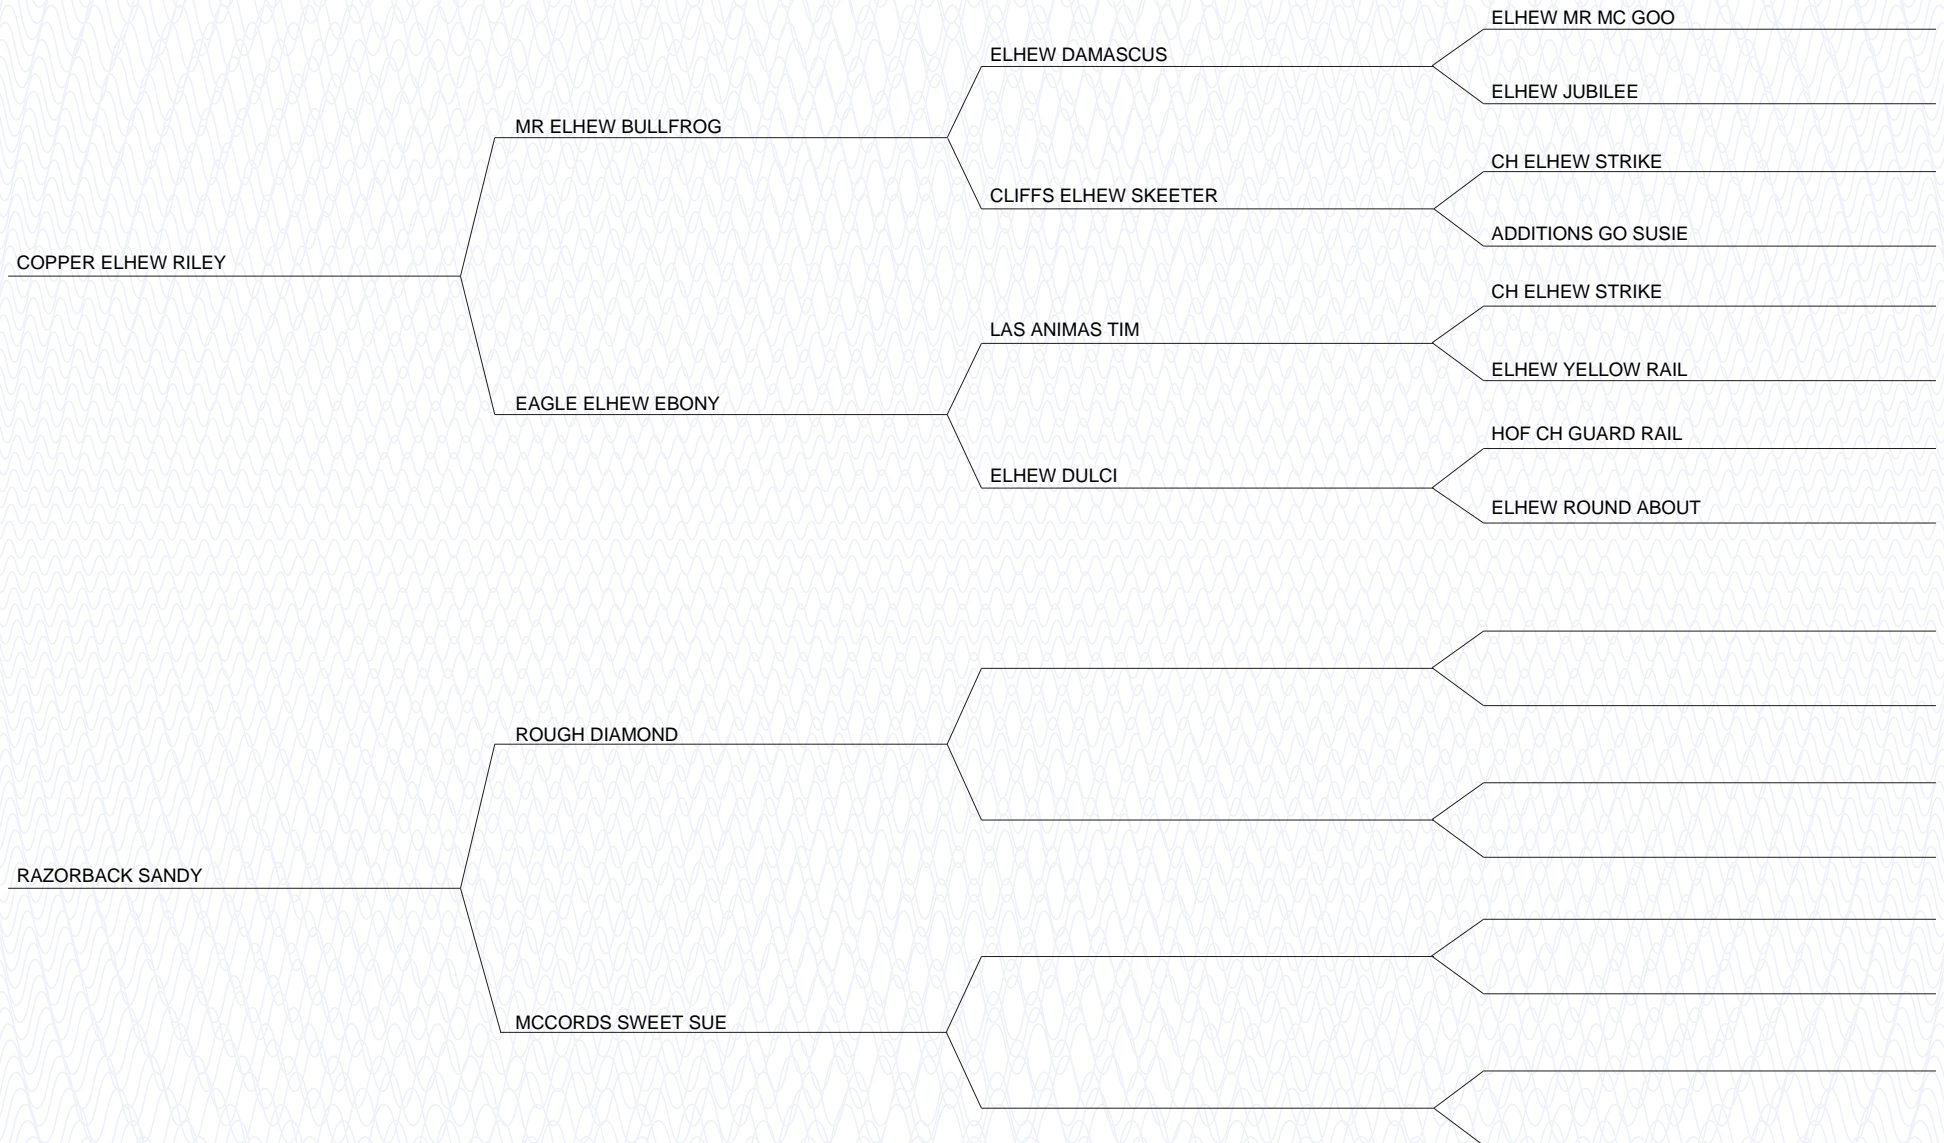 ELHEW MR MC GOO
ELHEW DAMASCUS
ELHEW JUBILEE
MR ELHEW BULLFROG
CH ELHEW STRIKE
CLIFFS ELHEW SKEETER
ADDITIONS GO SUSIE
COPPER ELHEW RILEY
CH ELHEW STRIKE
LAS ANIMAS TIM
ELHEW YELLOW RAIL
EAGLE ELHEW EBONY
HOF CH GUARD RAIL
ELHEW DULCI
ELHEW ROUND ABOUT
ROUGH DIAMOND
RAZORBACK SANDY
MCCORDS SWEET SUE